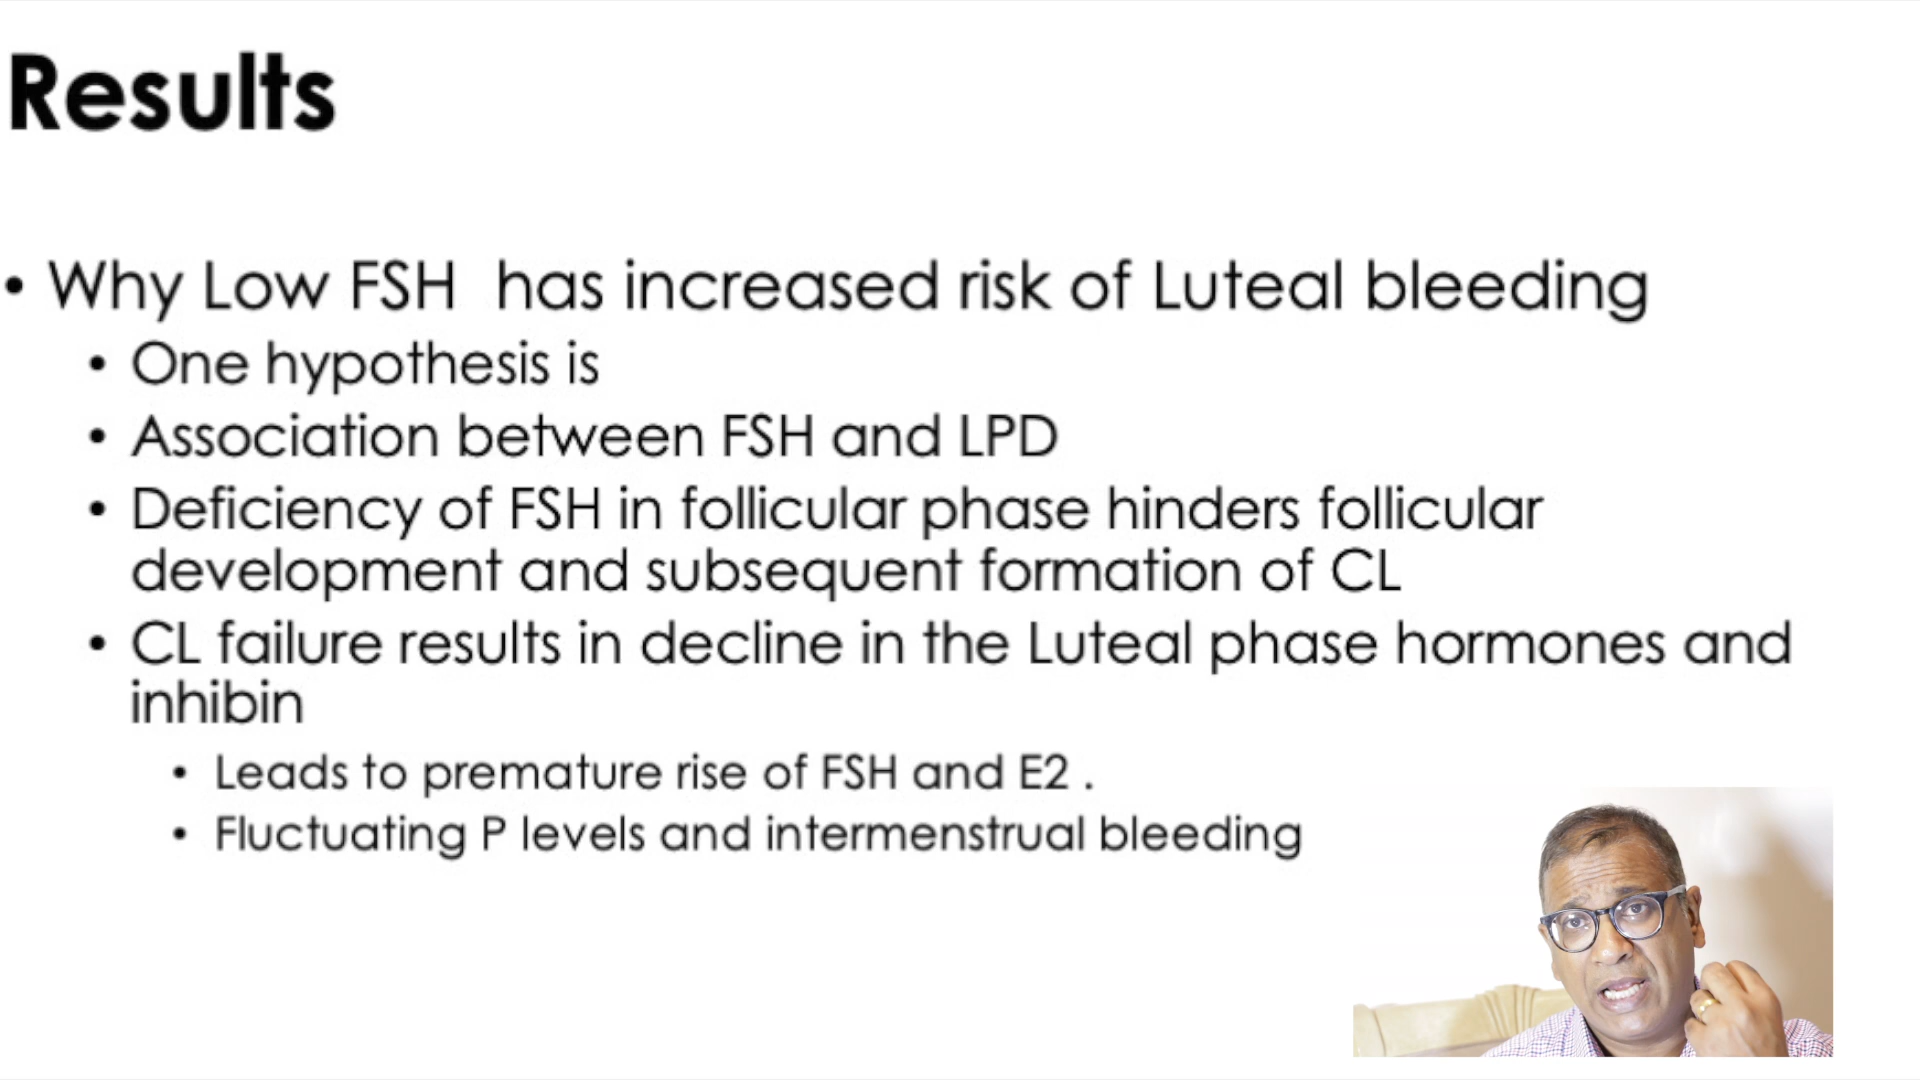 Results
• Why Low FSH  has increased risk of Luteal bleeding
• One hypothesis is
• Association between FSH and LPD
• Deficiency of FSH in follicular phase hinders follicular
development and subsequent formation of CL
• CL failure results in decline in the Luteal phase hormones and
inhibin
• Leads to premature rise of FSH and E2 .
• Fluctuating P levels and intermenstrual bleeding